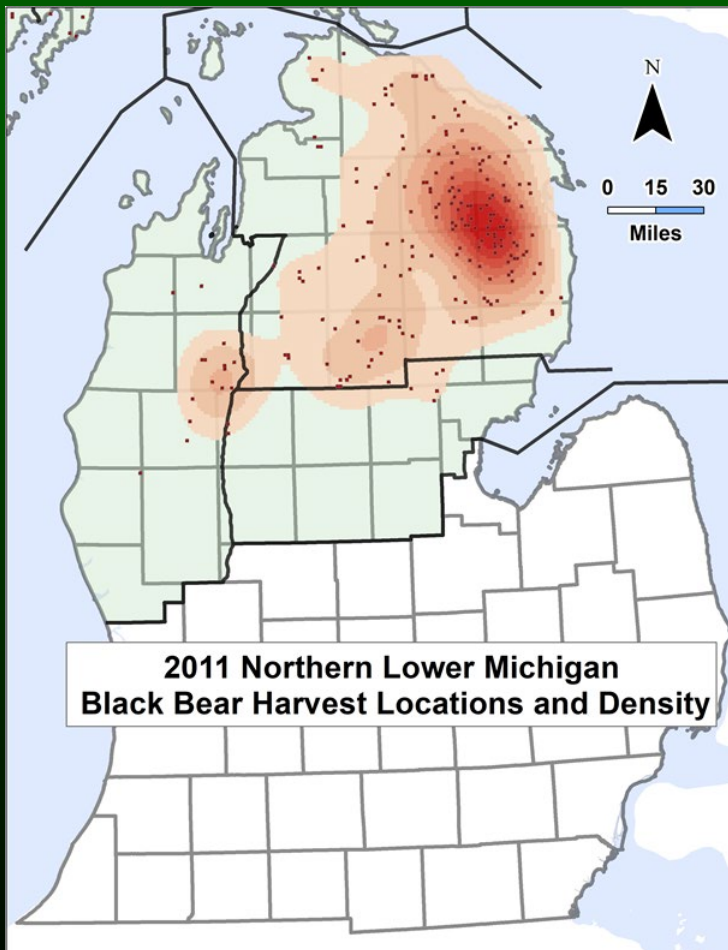 N
0 15 30
Miles
2011 Northern Lower Michigan
Black Bear Harvest Locations and Density